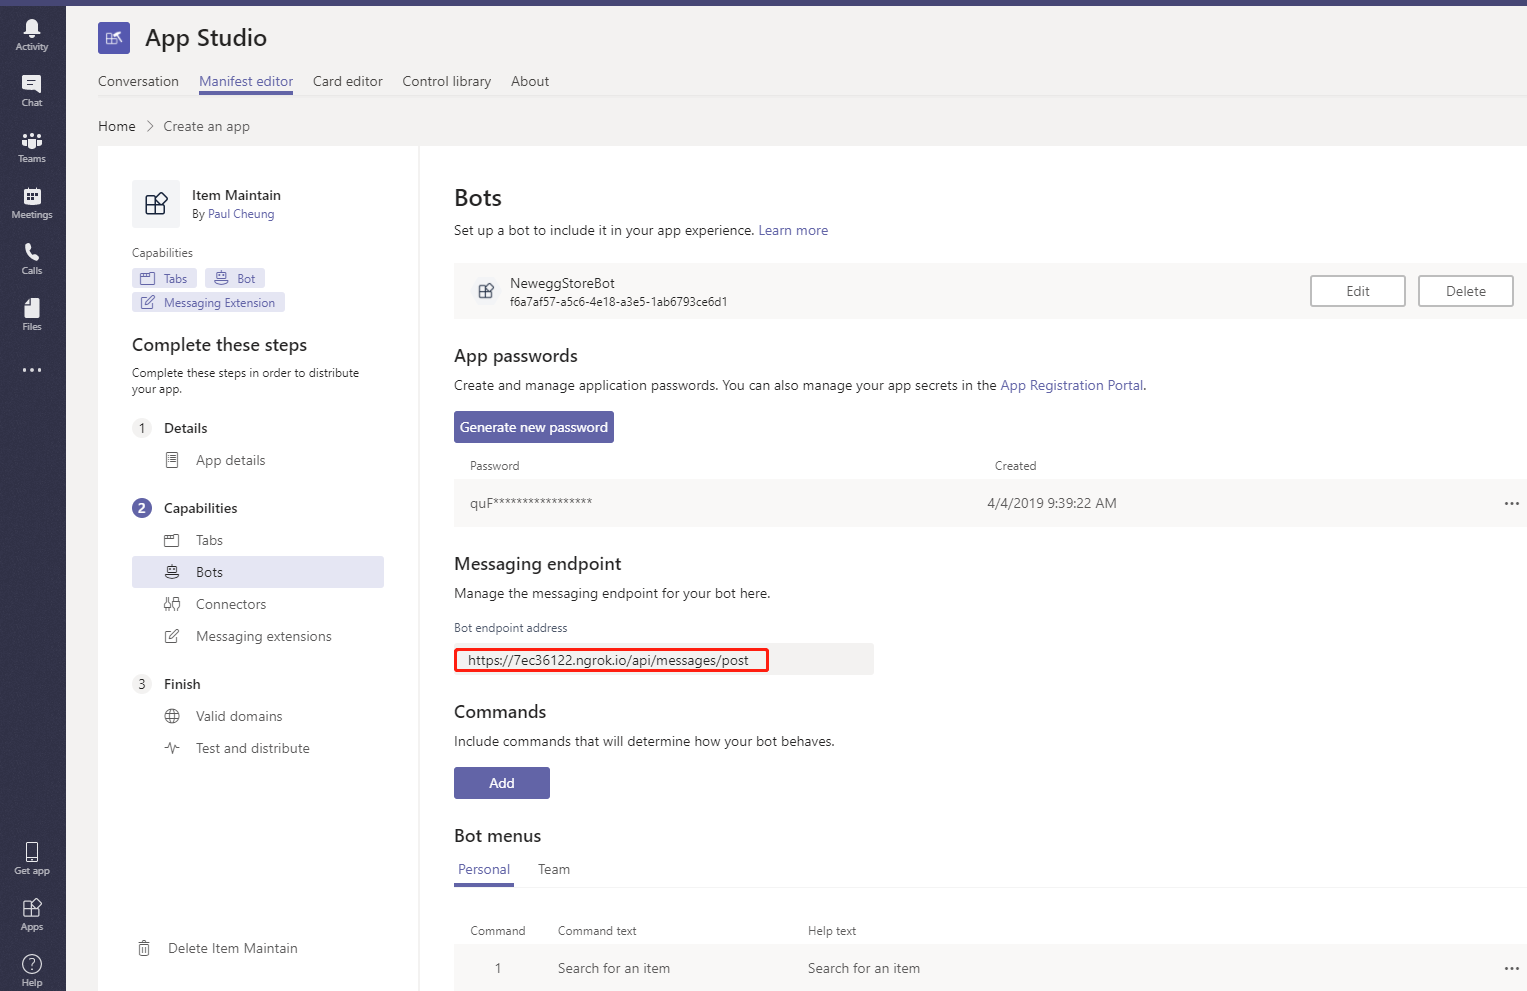 Activity
Chat
Teams
Meetings
Calls
Files
Get app
Apps
Help
App Studio
Conversation Manifest editor Card editor Control library About
Home > Create an app
Item Maintain
By Paul Cheung
Capabilities
Tabs Bot
Messaging Extension
Complete these steps
Complete these steps in order to distribute
your app.
1 Details
App details
2 Capabilities
Tabs
Bots
Connectors
Messaging extensions
3 Finish
Valid domains
Test and distribute
Delete Item Maintain
Bots
Set up a bot to include it in your app experience. Learn more
NeweggStoreBot
f6a7af57-a5c6-4e18-a3e5-1ab6793ce6d1
Edit Delete
App passwords
Create and manage application passwords. You can also manage your app secrets in the App Registration Portal.
Generate new password
Password Created
quF***************** 4/4/2019 9:39:22 AM
Messaging endpoint
Manage the messaging endpoint for your bot here.
Bot endpoint address
https://7ec36122.ngrok.io/api/messages/post
Commands
Include commands that will determine how your bot behaves.
Add
Bot menus
Personal Team
Command Command text Help text
1 Search for an item Search for an item